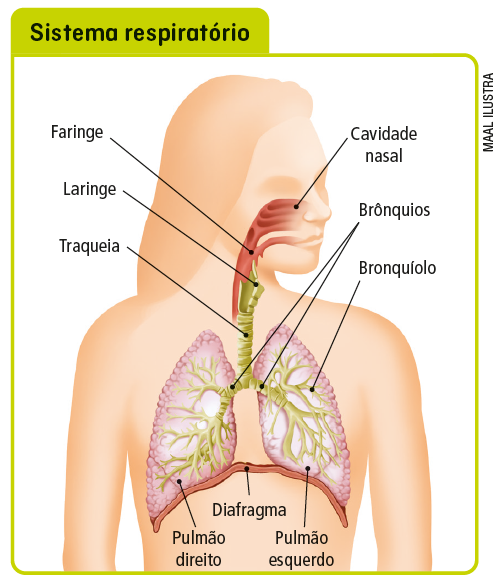 Sistema respiratório
MAAL ILUSTRA
Faringe
Cavidade
nasal
Laringe
Brônquios
Traqueia
Bronquíolo
Diafragma
Pulmão
direito
Pulmão
esquerdo